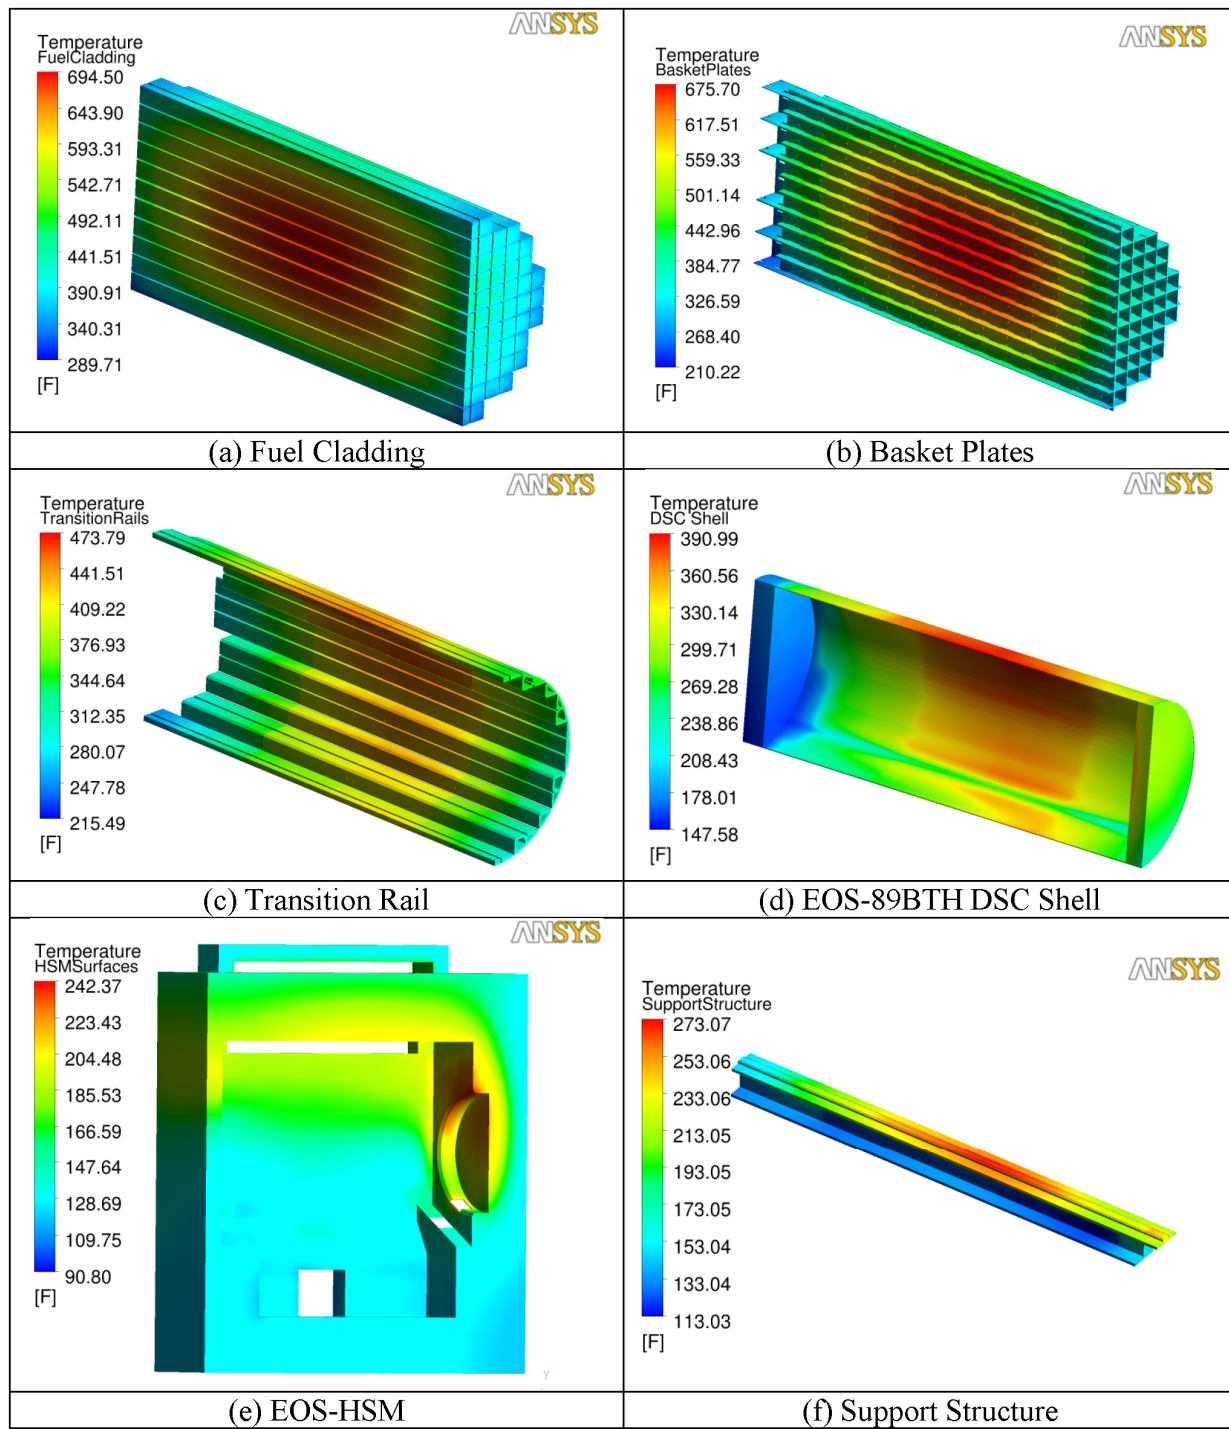 ANSYS
Temperature
FuelCladding
694.50
643.90
593.31
542.71
492.11
441.51
390.91
340.31
289.71
[F]
(a) Fuel Cladding
ANSYS
Temperature
BasketPlates
675.70
617.51
559.33
501.14
442.96
384.77
326.59
268.40
210.22
[F]
(b) Basket Plates
ANSYS
Temperature
TransitionRails
473.79
441.51
409.22
376.93
344.64
312.35
280.07
247.78
215.49
[F]
(c) Transition Rail
ANSYS
Temperature
DSC Shell
390.99
360.56
330.14
299.71
269.28
238.86
208.43
178.01
147.58
[F]
(d) EOS-89BTH DSC Shell
ANSYS
Temperature
HSMSurfaces
242.37
223.43
204.48
185.53
166.59
147.64
128.69
109.75
90.80
[F]
Y
(e) EOS-HSM
ANSYS
Temperature
SupportStructure
273.07
253.06
233.06
213.05
193.05
173.05
153.04
133.04
113.03
[F]
(f) Support Structure